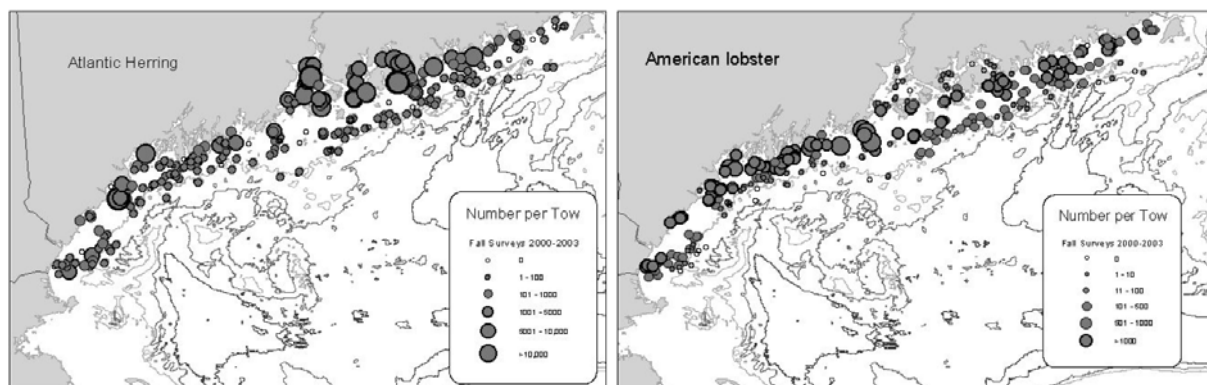 Atlantic Herring
Number per Tow
Fall Surveys 2000-2003
0
1 - 100
101 - 1000
1001 - 5000
5001 - 10,000
>10,000
American lobster
Number per Tow
Fall Surveys 2000-2003
0
1 - 10
11 - 100
101 - 500
501 - 1000
>1000